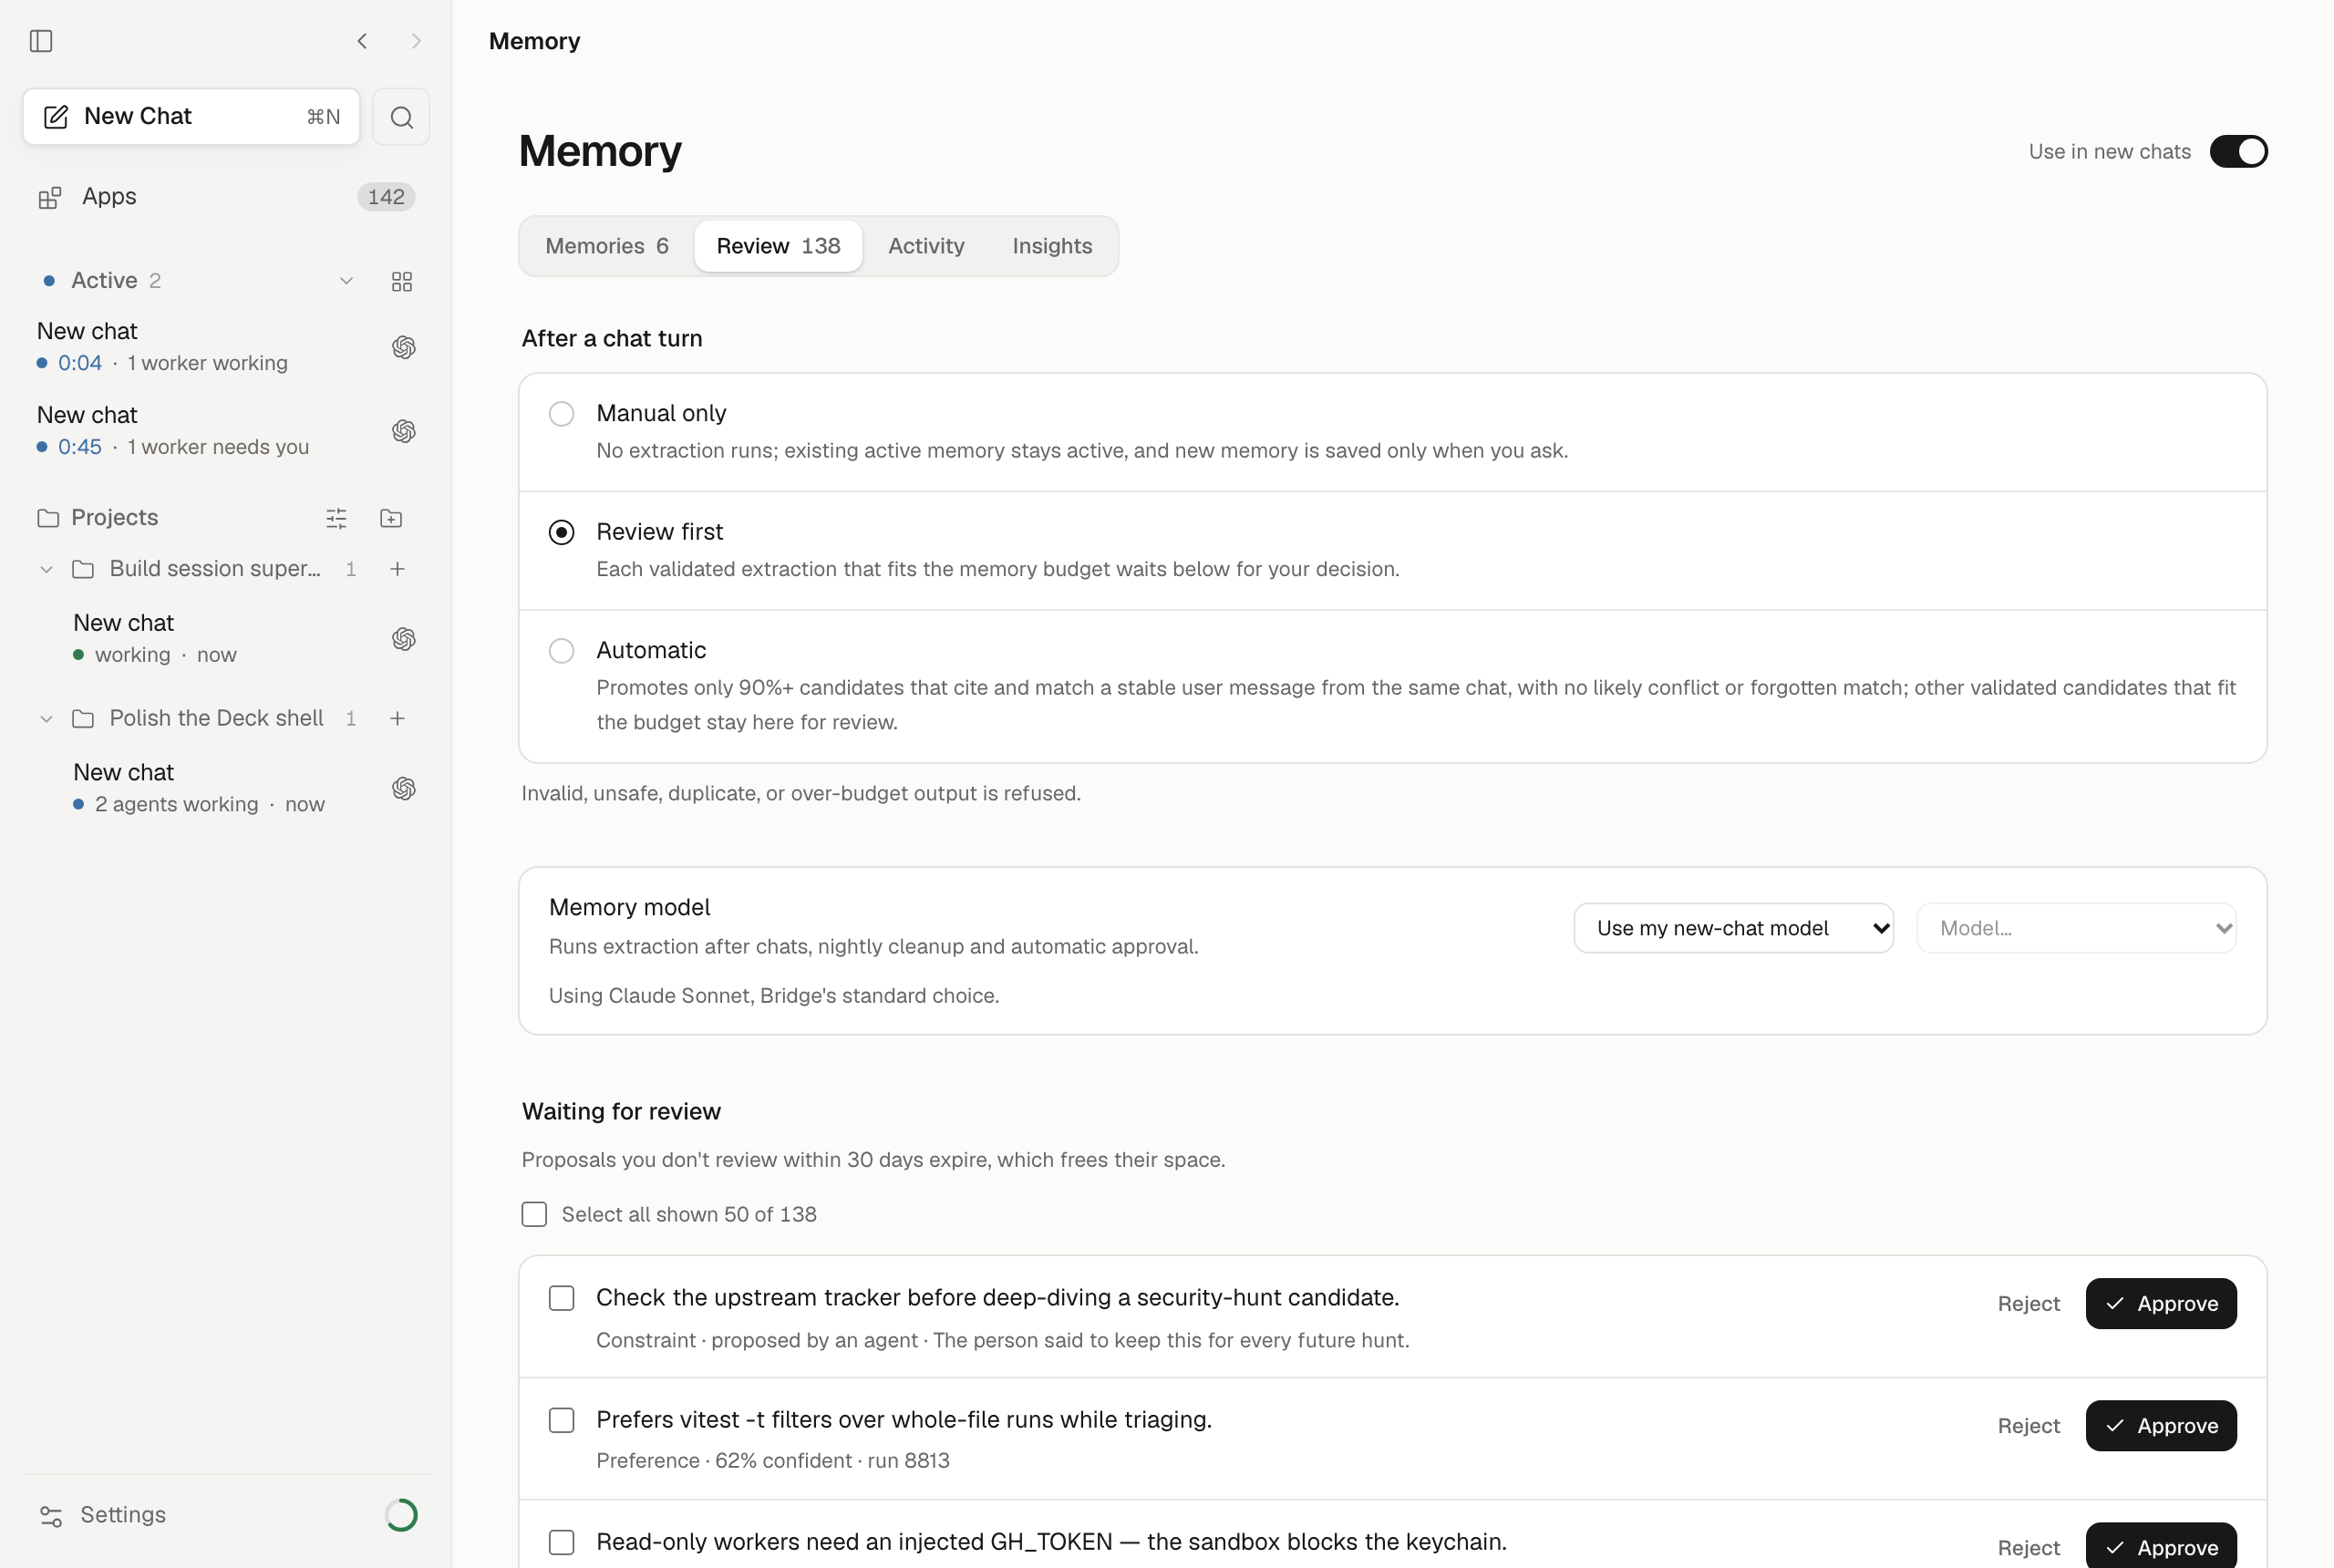 Memory
New Chat ⌘N
Apps 142
Active 2
New chat
0:04 · 1 worker working
New chat
0:45 · 1 worker needs you
Projects
Build session super... 1
New chat
working · now
Polish the Deck shell 1
New chat
2 agents working · now
Settings
Memory
Use in new chats
Memories 6 Review 138 Activity Insights
After a chat turn
Manual only
No extraction runs; existing active memory stays active, and new memory is saved only when you ask.
Review first
Each validated extraction that fits the memory budget waits below for your decision.
Automatic
Promotes only 90%+ candidates that cite and match a stable user message from the same chat, with no likely conflict or forgotten match; other validated candidates that fit
the budget stay here for review.
Invalid, unsafe, duplicate, or over-budget output is refused.
Memory model
Runs extraction after chats, nightly cleanup and automatic approval.
Use my new-chat model Model...
Using Claude Sonnet, Bridge's standard choice.
Waiting for review
Proposals you don't review within 30 days expire, which frees their space.
Select all shown 50 of 138
Check the upstream tracker before deep-diving a security-hunt candidate.
Constraint · proposed by an agent · The person said to keep this for every future hunt.
Reject Approve
Prefers vitest -t filters over whole-file runs while triaging.
Preference · 62% confident · run 8813
Reject Approve
Read-only workers need an injected GH_TOKEN — the sandbox blocks the keychain.
Reject Approve